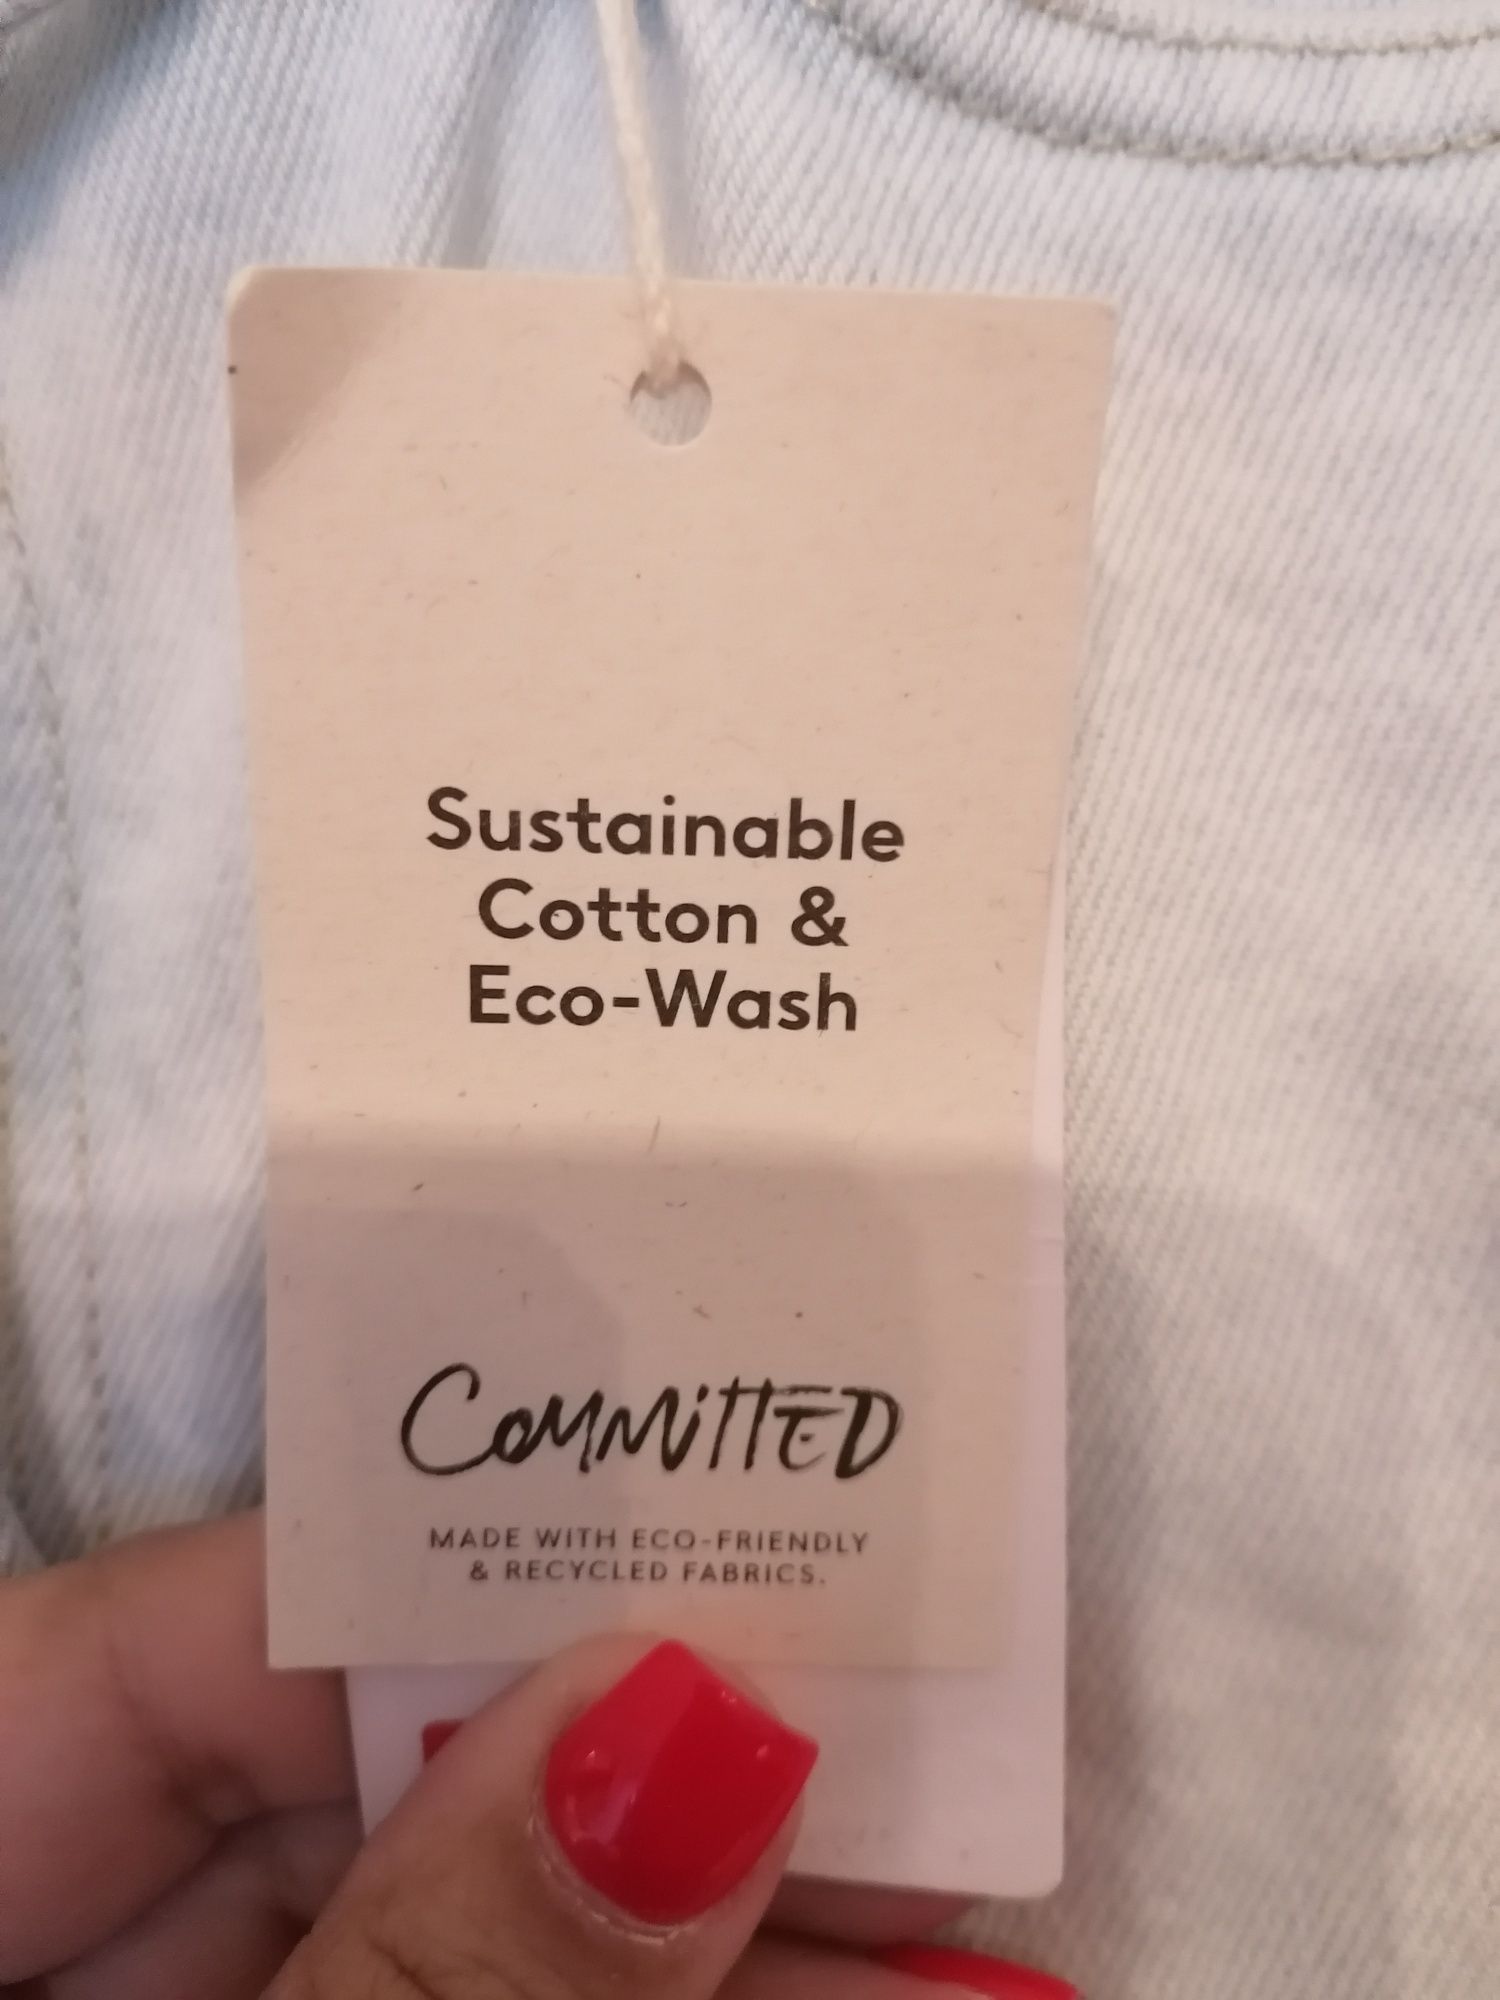 Sustainable
Cotton &
Eco-Wash
COMMITTED
MADE WITH ECO-FRIENDLY
& RECYCLED FABRICS.